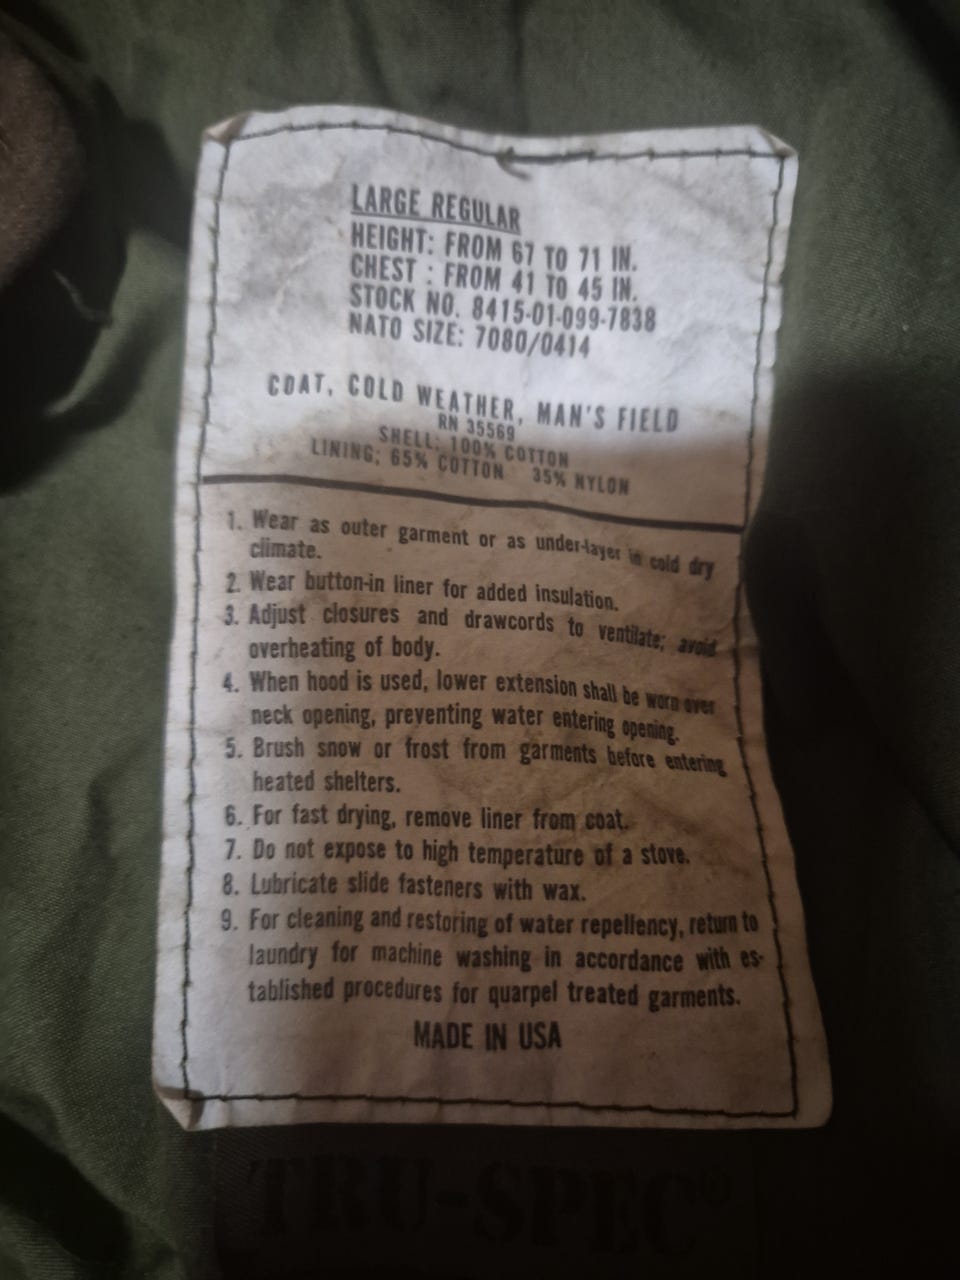 LARGE REGULAR
HEIGHT: FROM 67 TO 71 IN.
CHEST : FROM 41 TO 45 IN.
STOCK NO. 8415-01-099-7838
NATO SIZE: 7080/0414
COAT, COLD WEATHER, MAN'S FIELD
RN 35569
SHELL: 100% COTTON
LINING: 65% COTTON 35% NYLON
1. Wear as outer garment or as under-layer in cold dry
climate.
2. Wear button-in liner for added insulation.
3. Adjust closures and drawcords to ventilate; avoid
overheating of body.
4. When hood is used, lower extension shall be worn over
neck opening, preventing water entering opening.
5. Brush snow or frost from garments before entering
heated shelters.
6. For fast drying, remove liner from coat.
7. Do not expose to high temperature of a stove.
8. Lubricate slide fasteners with wax.
9. For cleaning and restoring of water repellency, return to
laundry for machine washing in accordance with es-
tablished procedures for quarpel treated garments.
MADE IN USA
TRU-SPEC®